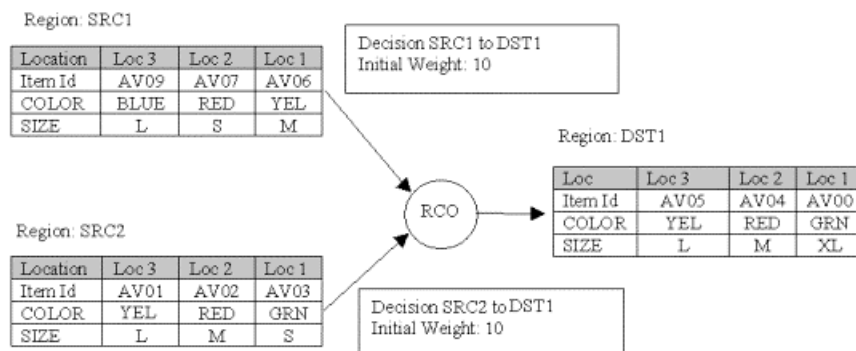 Region: SRC1
Location Loc 3 Loc 2 Loc 1
Item Id AV09 AV07 AV06
COLOR BLUE RED YEL
SIZE L S M
Decision SRC1 to DST1
Initial Weight: 10
Region: DST1
Loc Loc 3 Loc 2 Loc 1
Item Id AV05 AV04 AV00
COLOR YEL RED GRN
SIZE L M XL
RCO
Region: SRC2
Location Loc 3 Loc 2 Loc 1
Item Id AV01 AV02 AV03
COLOR YEL RED GRN
SIZE L M S
Decision SRC2 to DST1
Initial Weight: 10